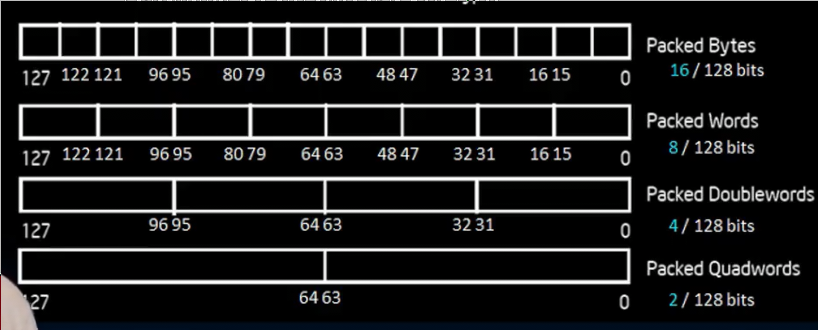 Packed Bytes
16 / 128 bits
127 122 121 96 95 80 79 64 63 48 47 32 31 16 15 0
Packed Words
8 / 128 bits
127 122 121 96 95 80 79 64 63 48 47 32 31 16 15 0
Packed Doublewords
4 / 128 bits
127 96 95 64 63 32 31 0
Packed Quadwords
2 / 128 bits
127 64 63 0